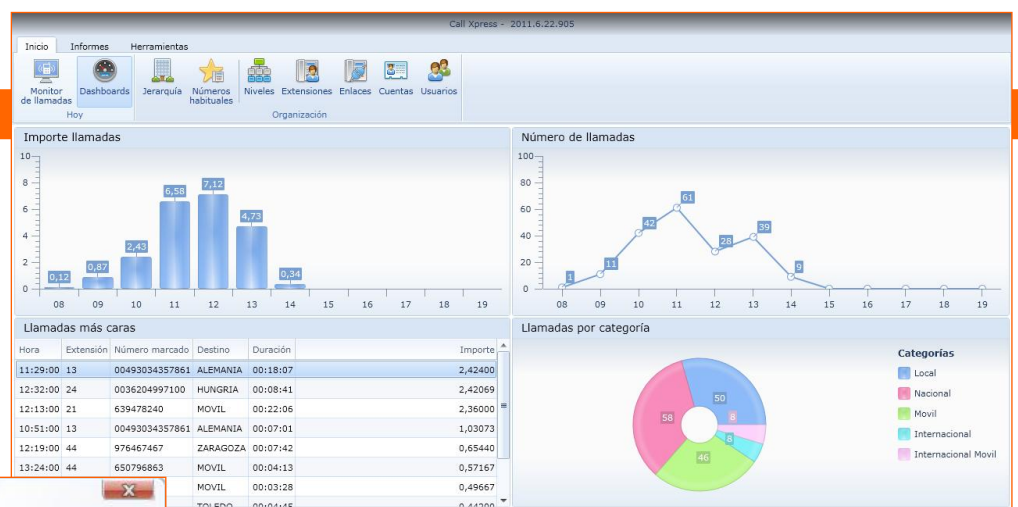 Call Xpress - 2011.6.22.905
Inicio Informes Herramientas
Monitor de llamadas
Dashboards
Jerarquía
Números habituales
Niveles
Extensiones
Enlaces
Cuentas
Usuarios
Hoy
Organización
Importe llamadas
10
8
6
4
2
0
0,12
0,87
2,43
6,58
7,12
4,73
0,34
08 09 10 11 12 13 14 15 16 17 18 19
Número de llamadas
100
80
60
40
20
0
1
11
42
61
28
39
9
08 09 10 11 12 13 14 15 16 17 18 19
Llamadas más caras
Hora Extensión Número marcado Destino Duración Importe
11:29:00 13 00493034357861 ALEMANIA 00:18:07 2,42400
12:32:00 24 0036204997100 HUNGRIA 00:08:41 2,42069
12:13:00 21 639478240 MOVIL 00:22:06 2,36000
10:51:00 13 00493034357861 ALEMANIA 00:07:01 1,03073
12:19:00 44 976467467 ZARAGOZA 00:07:42 0,65440
13:24:00 44 650796863 MOVIL 00:04:13 0,57167
MOVIL 00:03:28 0,49667
TOLEDO 00:04:45
Llamadas por categoría
50
8
8
46
58
Categorías
Local
Nacional
Movil
Internacional
Internacional Movil